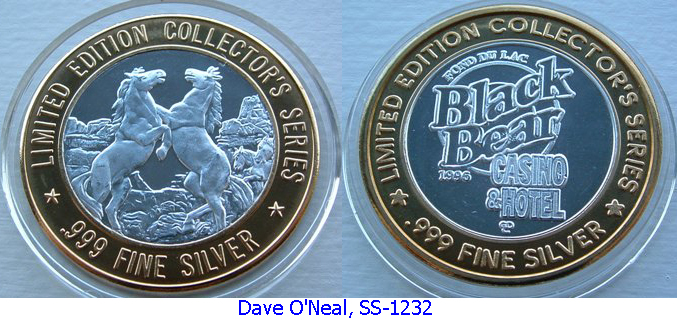 LIMITED EDITION COLLECTOR'S SERIES
.999 FINE SILVER
LIMITED EDITION COLLECTOR'S SERIES
FOND DU LAC
Black
Bear
1996 CASINO
& HOTEL
.999 FINE SILVER
Dave O'Neal, SS-1232